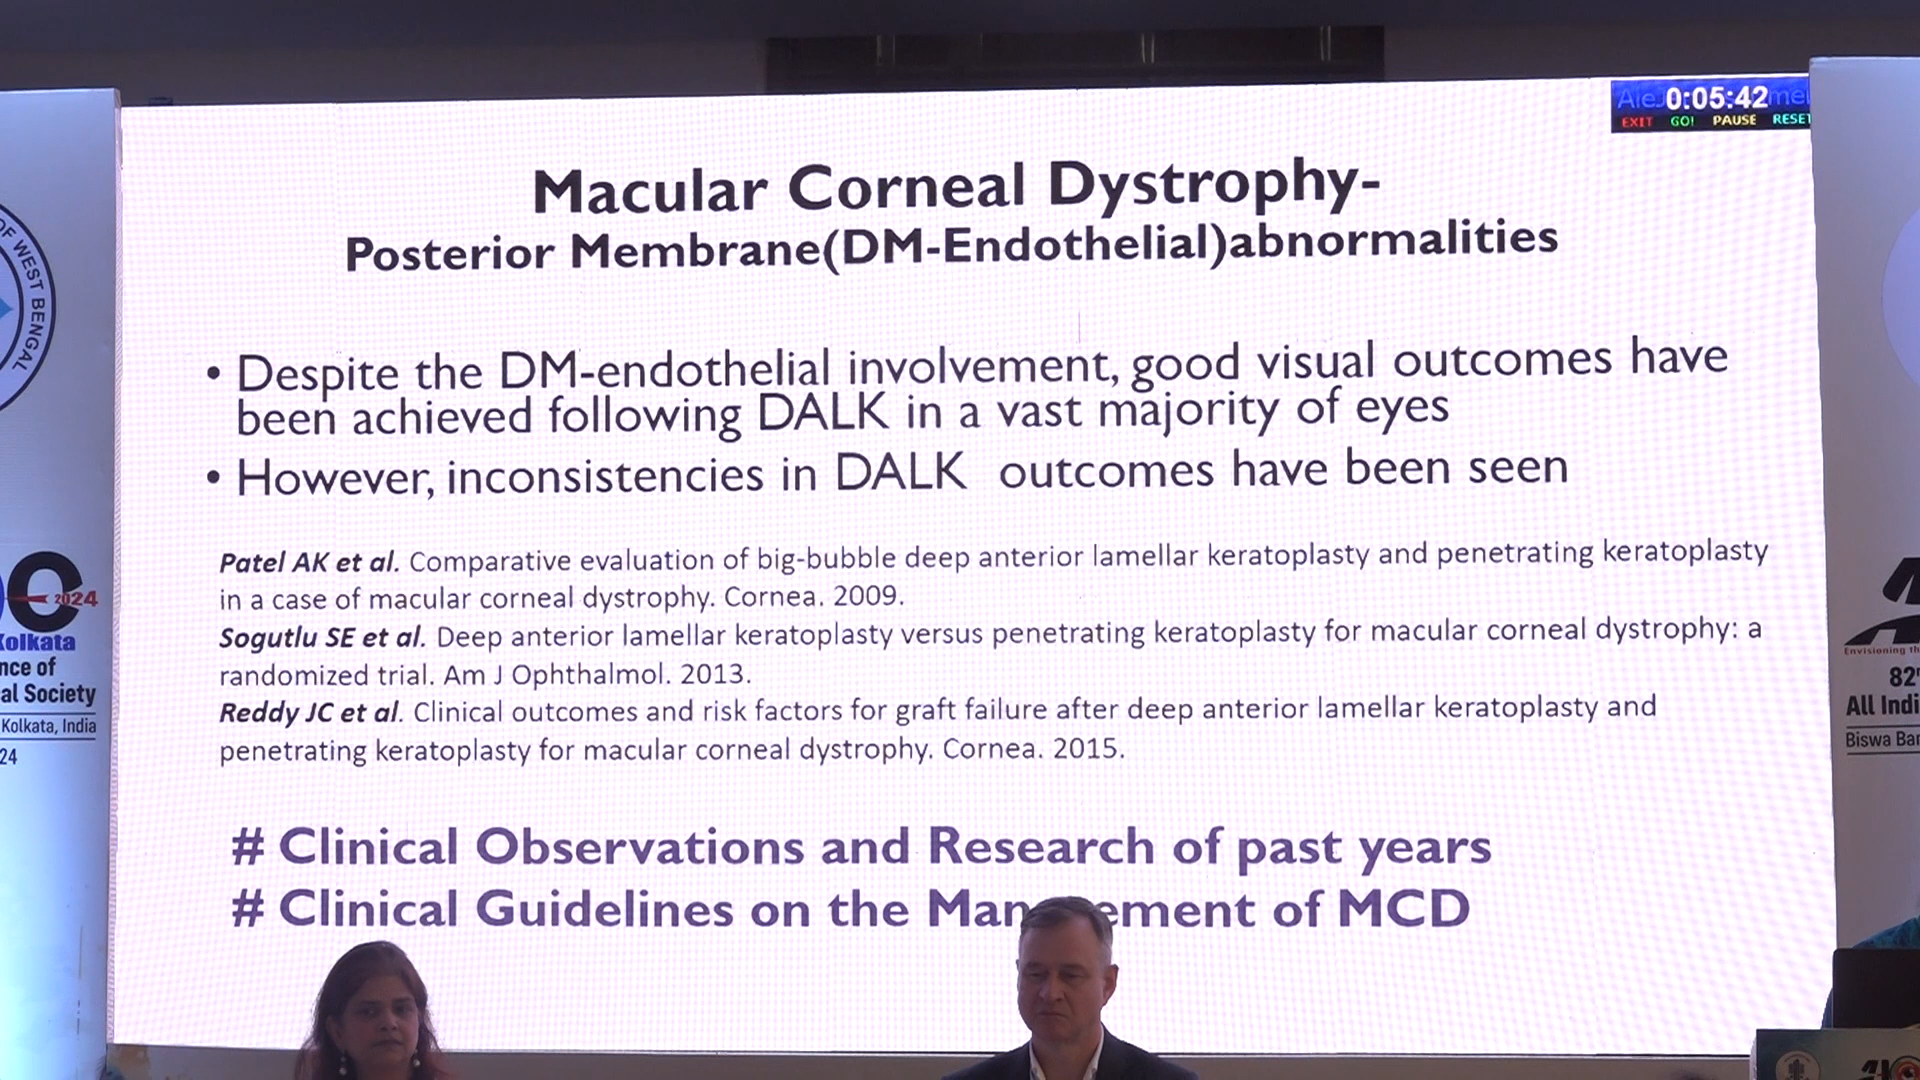 0:05:42
EXIT GO! PAUSE RESET
Macular Corneal Dystrophy-
Posterior Membrane(DM-Endothelial)abnormalities
• Despite the DM-endothelial involvement, good visual outcomes have
been achieved following DALK in a vast majority of eyes
• However, inconsistencies in DALK outcomes have been seen
Patel AK et al. Comparative evaluation of big-bubble deep anterior lamellar keratoplasty and penetrating keratoplasty
in a case of macular corneal dystrophy. Cornea. 2009.
Sogutlu SE et al. Deep anterior lamellar keratoplasty versus penetrating keratoplasty for macular corneal dystrophy: a
randomized trial. Am J Ophthalmol. 2013.
Reddy JC et al. Clinical outcomes and risk factors for graft failure after deep anterior lamellar keratoplasty and
penetrating keratoplasty for macular corneal dystrophy. Cornea. 2015.
# Clinical Observations and Research of past years
# Clinical Guidelines on the Man ement of MCD
OF WEST BENGAL
2024
Kolkata
nce of
al Society
Kolkata, India
24
Envisioning th
82
All Indi
Biswa Ban